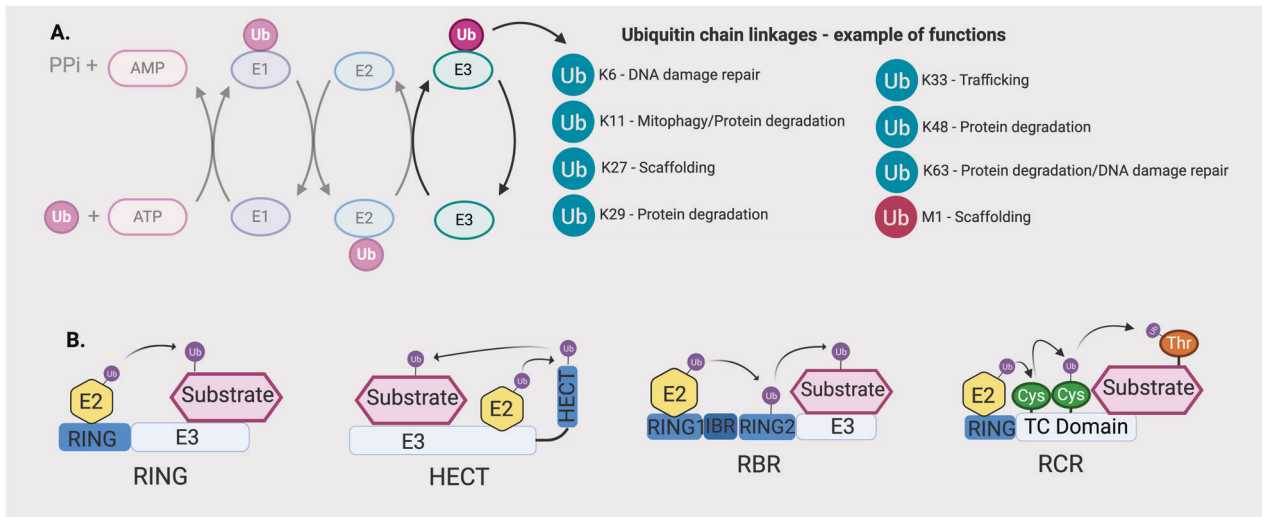 A.
Ub
Ub
Ubiquitin chain linkages - example of functions
PPi +
AMP
E1
E2
E3
Ub
K6 - DNA damage repair
Ub
K33 - Trafficking
Ub
K11 - Mitophagy/Protein degradation
Ub
K48 - Protein degradation
Ub
K27 - Scaffolding
Ub
K63 - Protein degradation/DNA damage repair
Ub
+
ATP
E1
E2
E3
Ub
K29 - Protein degradation
Ub
M1 - Scaffolding
Ub
B.
Ub
Ub
E2
Substrate
RING
E3
RING
Ub
Ub
Ub
Substrate
E2
HECT
E3
HECT
Ub
Ub
Ub
E2
Substrate
RING1
IBR
RING2
E3
RBR
Ub
Ub
Ub
Thr
E2
Cys
Cys
Substrate
RING
TC Domain
RCR